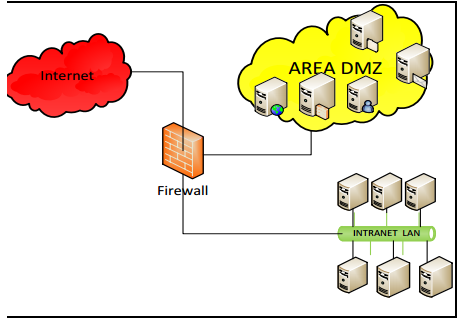 Internet
AREA DMZ
Firewall
INTRANET LAN